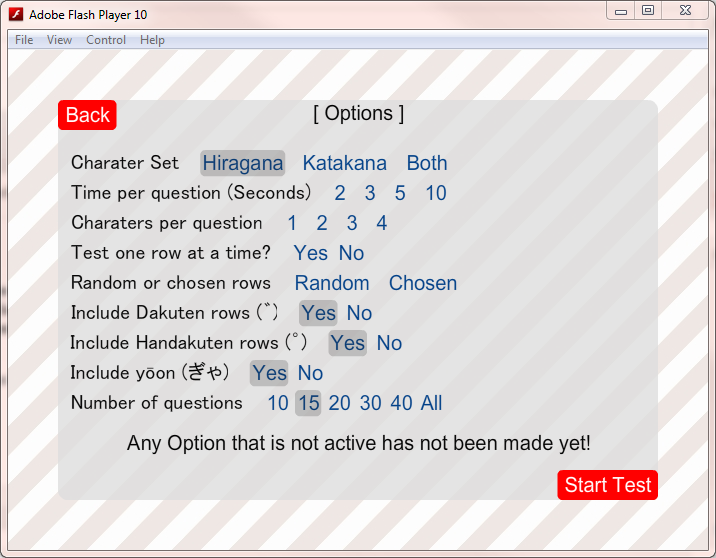 Adobe Flash Player 10
File View Control Help
Back
[ Options ]
Charater Set Hiragana Katakana Both
Time per question (Seconds) 2 3 5 10
Charaters per question 1 2 3 4
Test one row at a time? Yes No
Random or chosen rows Random Chosen
Include Dakuten rows (゛) Yes No
Include Handakuten rows (゜) Yes No
Include yōon (ぎゃ) Yes No
Number of questions 10 15 20 30 40 All
Any Option that is not active has not been made yet!
Start Test